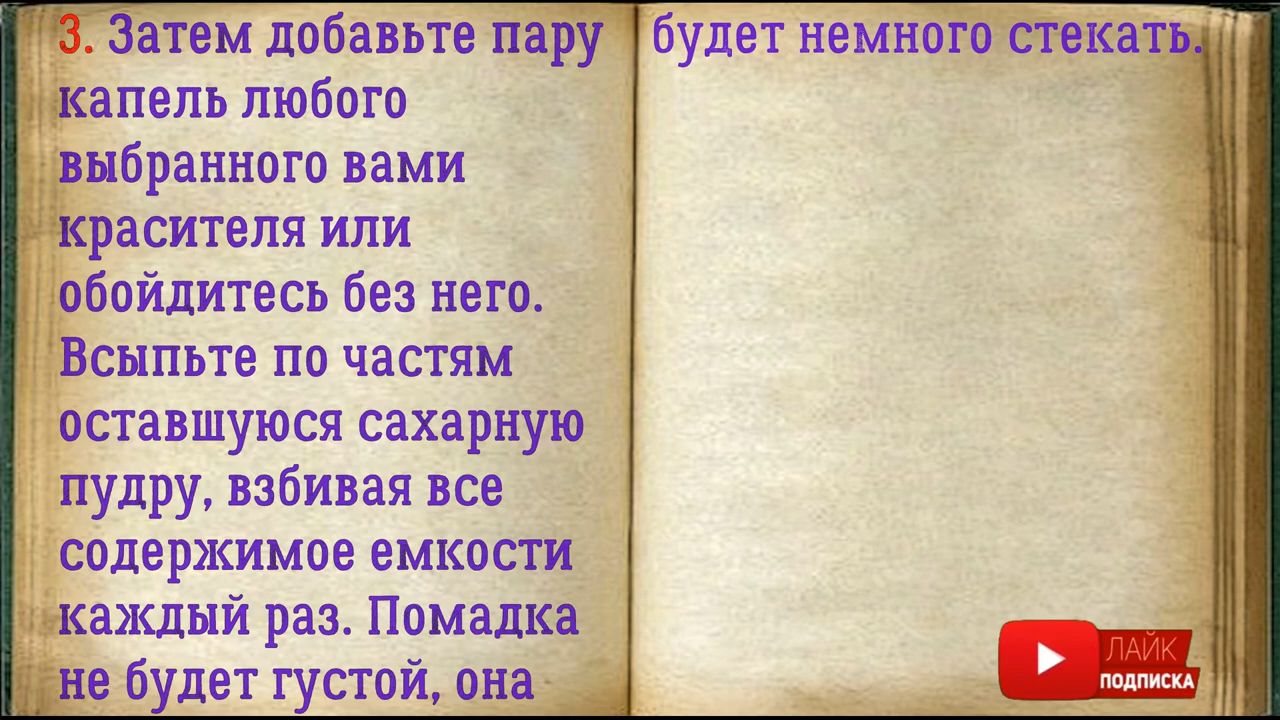 3. Затем добавьте пару
капель любого
выбранного вами
красителя или
обойдитесь без него.
Всыпьте по частям
оставшуюся сахарную
пудру, взбивая все
содержимое емкости
каждый раз. Помадка
не будет густой, она
будет немного стекать.
ЛАЙК
ПОДПИСКА